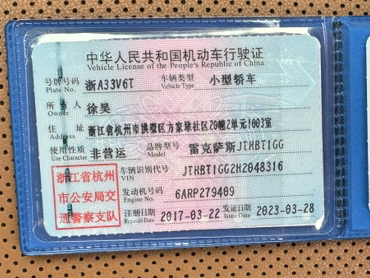 中华人民共和国机动车行驶证
Vehicle License of the People's Republic of China
号牌号码 浙A33V6T 车辆类型 小型轿车
Plate No. Vehicle Type
所有人 徐昊
Owner
住址 浙江省杭州市滨江区方家塘社区20幢2单元1003室
Address
使用性质 非营运 品牌型号 雷克萨斯JTHBT1GG
Use Character Model
车辆识别代号 JTHBT1GG2H2048316
VIN
浙江省杭州
市公安局交
通警察支队
发动机号码 6ARP279409
Engine No.
注册日期 2017-03-22 发证日期 2023-03-28
Register Date Issue Date